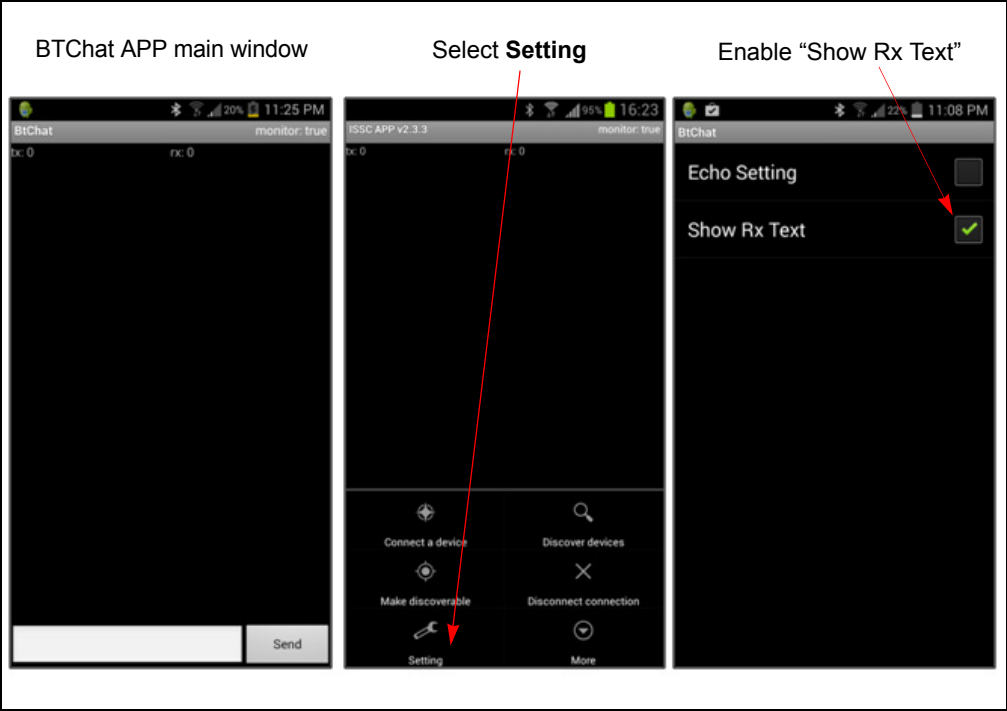 BTChat APP main window
Select Setting
Enable “Show Rx Text”
20% 11:25 PM
BtChat monitor: true
tx: 0 rx: 0
Send
95% 16:23
ISSC APP v2.3.3 monitor: true
tx: 0 rx: 0
Connect a device Discover devices
Make discoverable Disconnect connection
Setting More
22% 11:08 PM
BtChat
Echo Setting
Show Rx Text